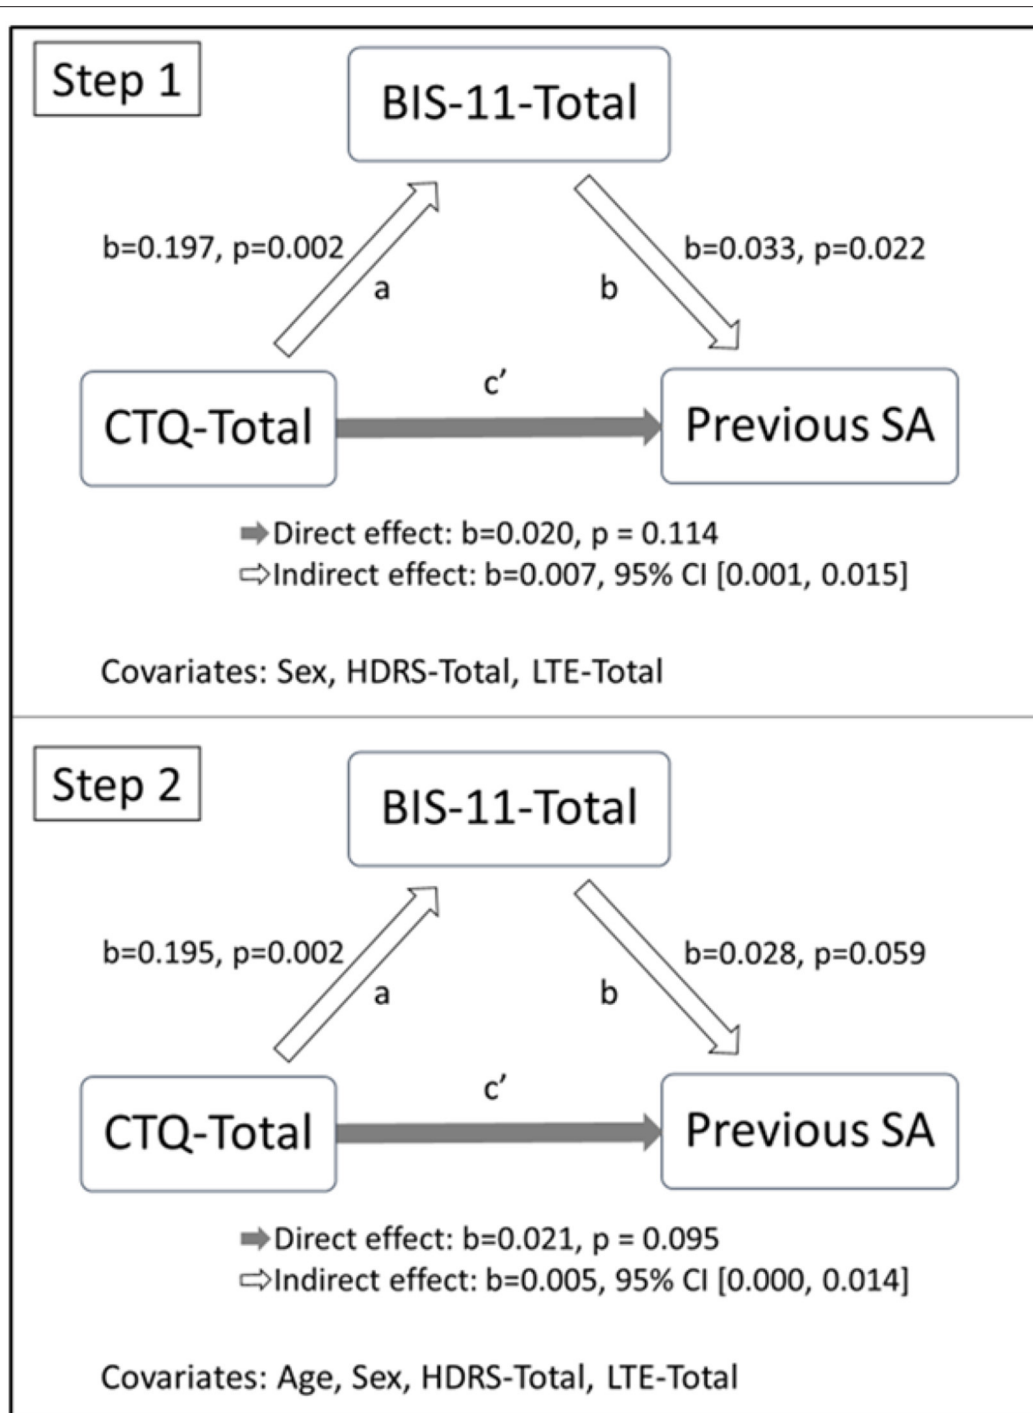 Step 1
BIS-11-Total
b=0.197, p=0.002
b=0.033, p=0.022
a
b
c’
CTQ-Total
Previous SA
Direct effect: b=0.020, p = 0.114
Indirect effect: b=0.007, 95% CI [0.001, 0.015]
Covariates: Sex, HDRS-Total, LTE-Total
Step 2
BIS-11-Total
b=0.195, p=0.002
b=0.028, p=0.059
a
b
c’
CTQ-Total
Previous SA
Direct effect: b=0.021, p = 0.095
Indirect effect: b=0.005, 95% CI [0.000, 0.014]
Covariates: Age, Sex, HDRS-Total, LTE-Total